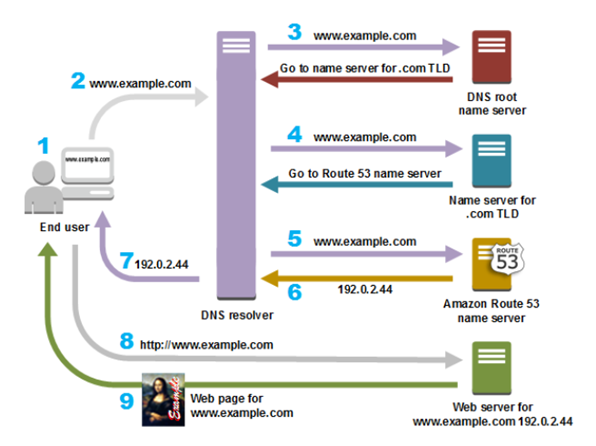 3 www.example.com
Go to name server for .com TLD
DNS root
name server
2 www.example.com
1
www.example.com
End user
4 www.example.com
Go to Route 53 name server
Name server for
.com TLD
5 www.example.com
ROUTE
53
6 192.0.2.44
Amazon Route 53
name server
7 192.0.2.44
DNS resolver
8 http://www.example.com
9
Example
Web page for
www.example.com
Web server for
www.example.com 192.0.2.44